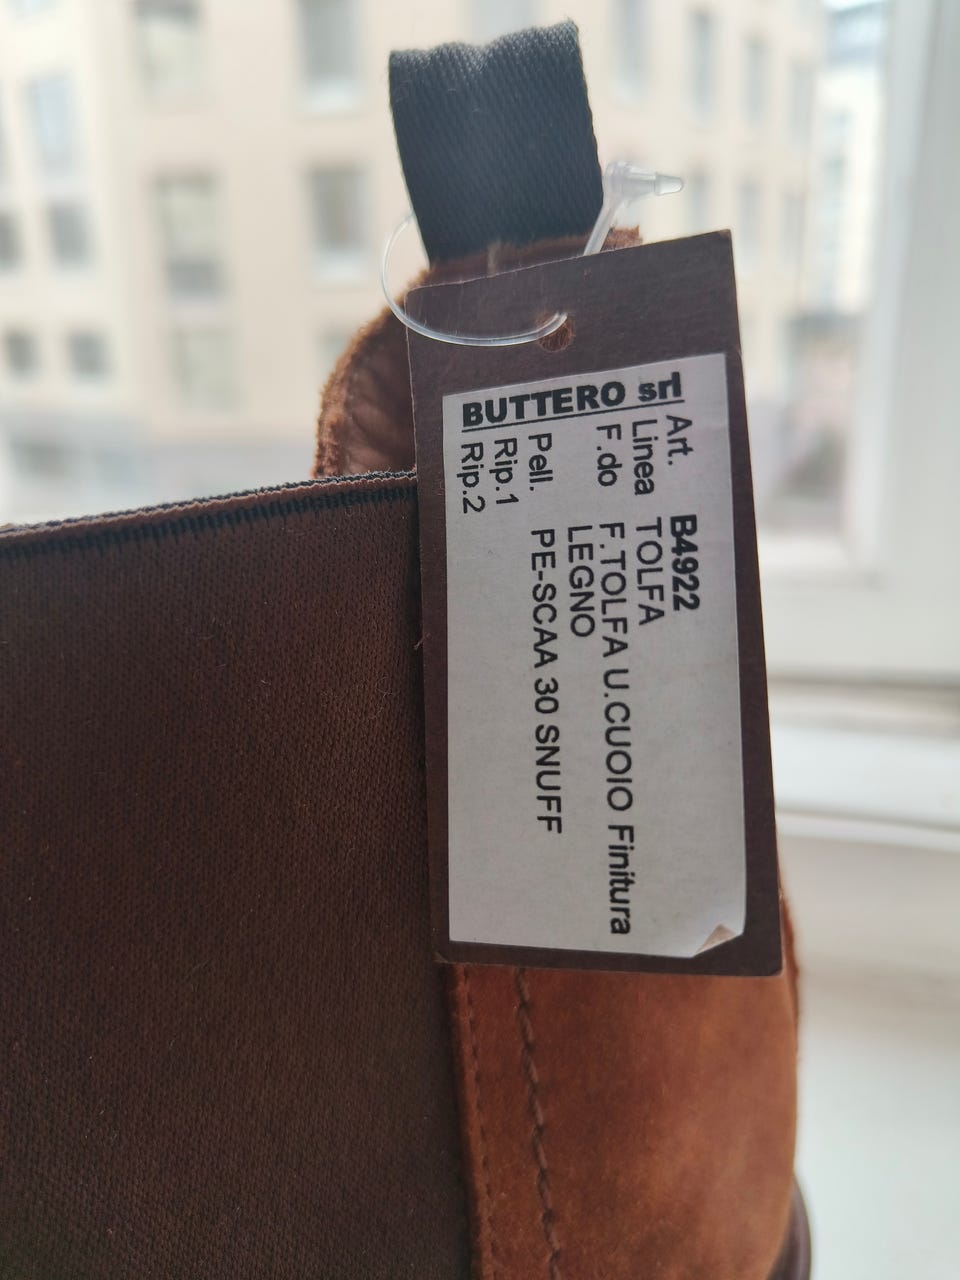 BUTTERO srl
Art. B4922
Linea TOLFA
F.do F.TOLFA U.CUOIO Finitura
LEGNO
Pell. PE-SCAA 30 SNUFF
Rip.1
Rip.2